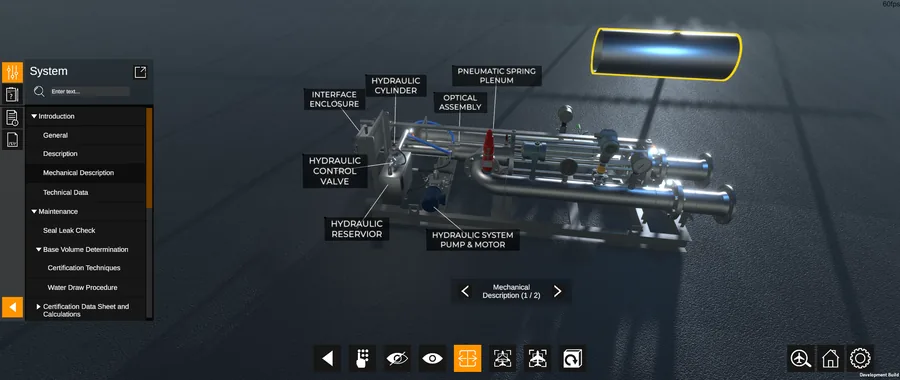 60fps
System
Enter text...
Introduction
General
Description
Mechanical Description
Technical Data
Maintenance
Seal Leak Check
Base Volume Determination
Certification Techniques
Water Draw Procedure
Certification Data Sheet and
Calculations
PNEUMATIC SPRING
PLENUM
HYDRAULIC
CYLINDER
INTERFACE
ENCLOSURE
OPTICAL
ASSEMBLY
HYDRAULIC
CONTROL
VALVE
HYDRAULIC
RESERVIOR
HYDRAULIC SYSTEM
PUMP & MOTOR
Mechanical
Description (1 / 2)
Development Build